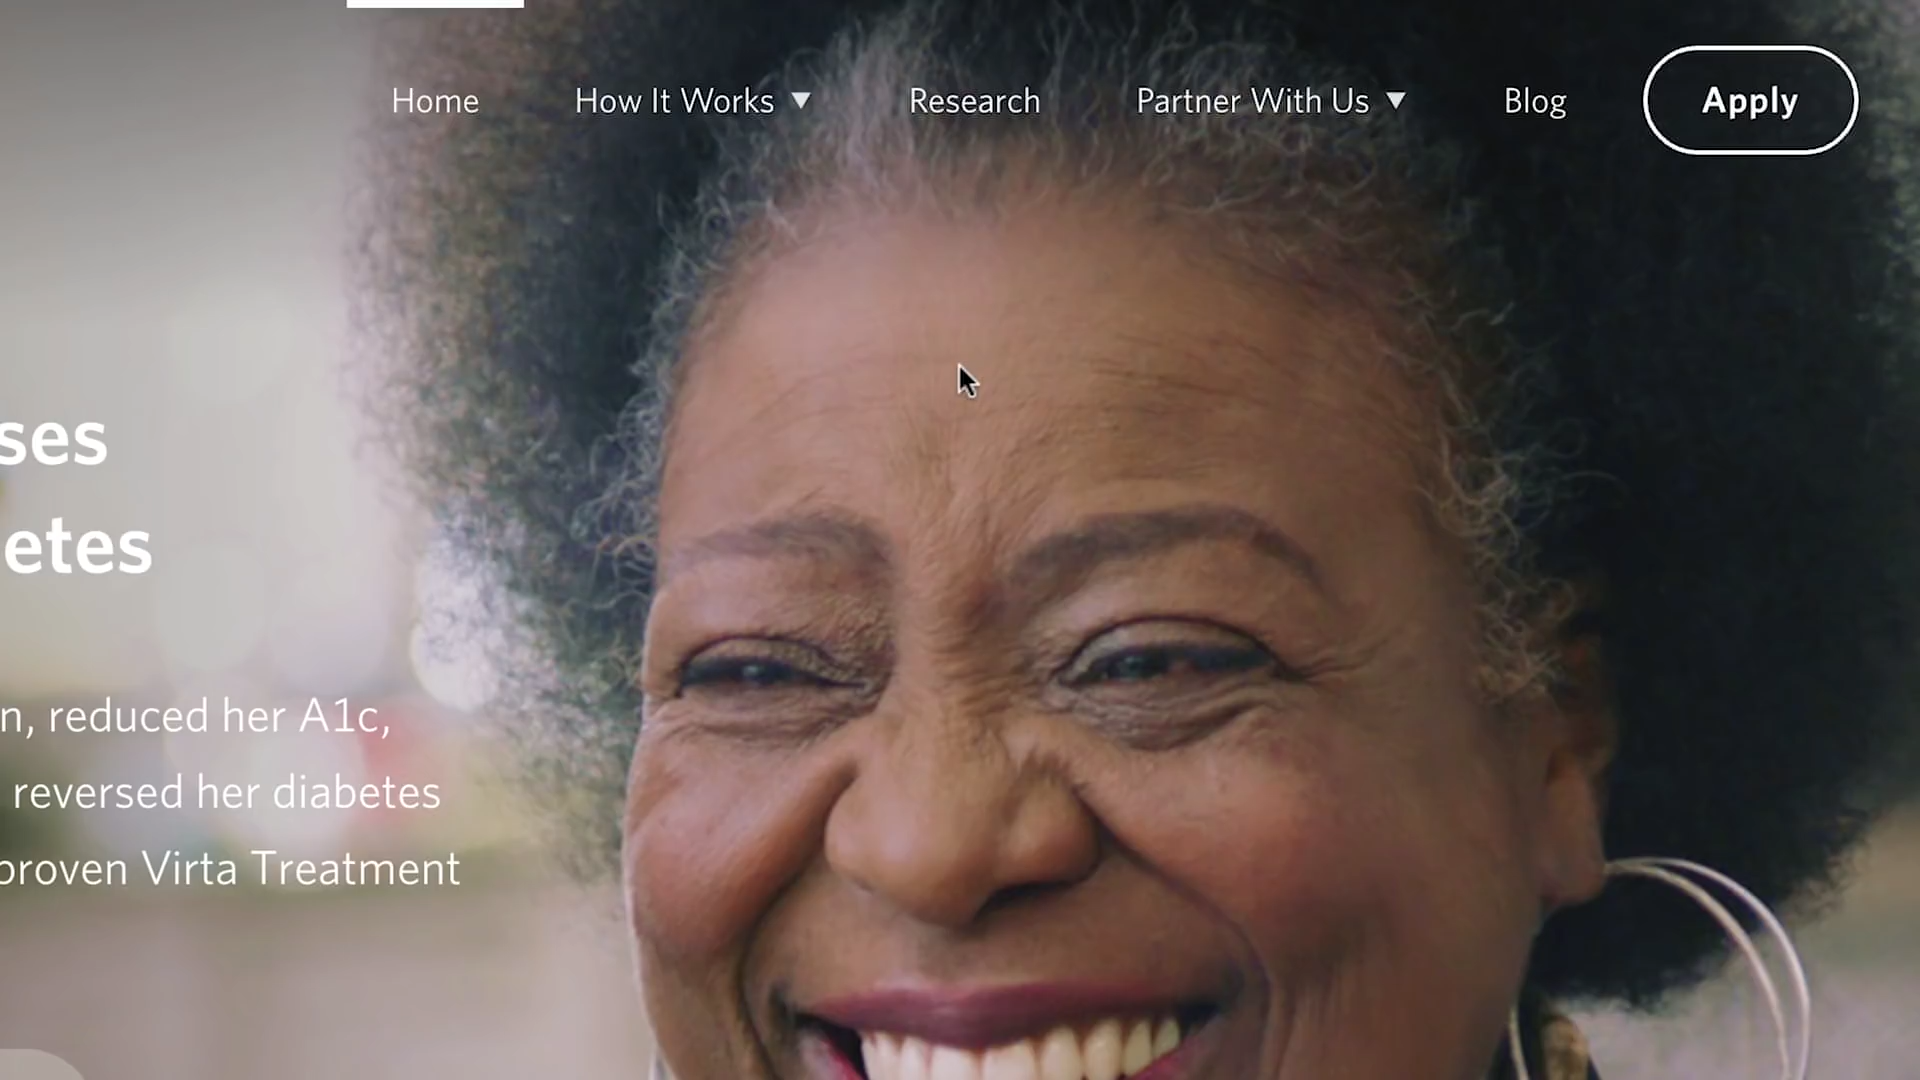 Home How It Works ▼ Research Partner With Us ▼ Blog Apply
ses
etes
n, reduced her A1c,
reversed her diabetes
proven Virta Treatment